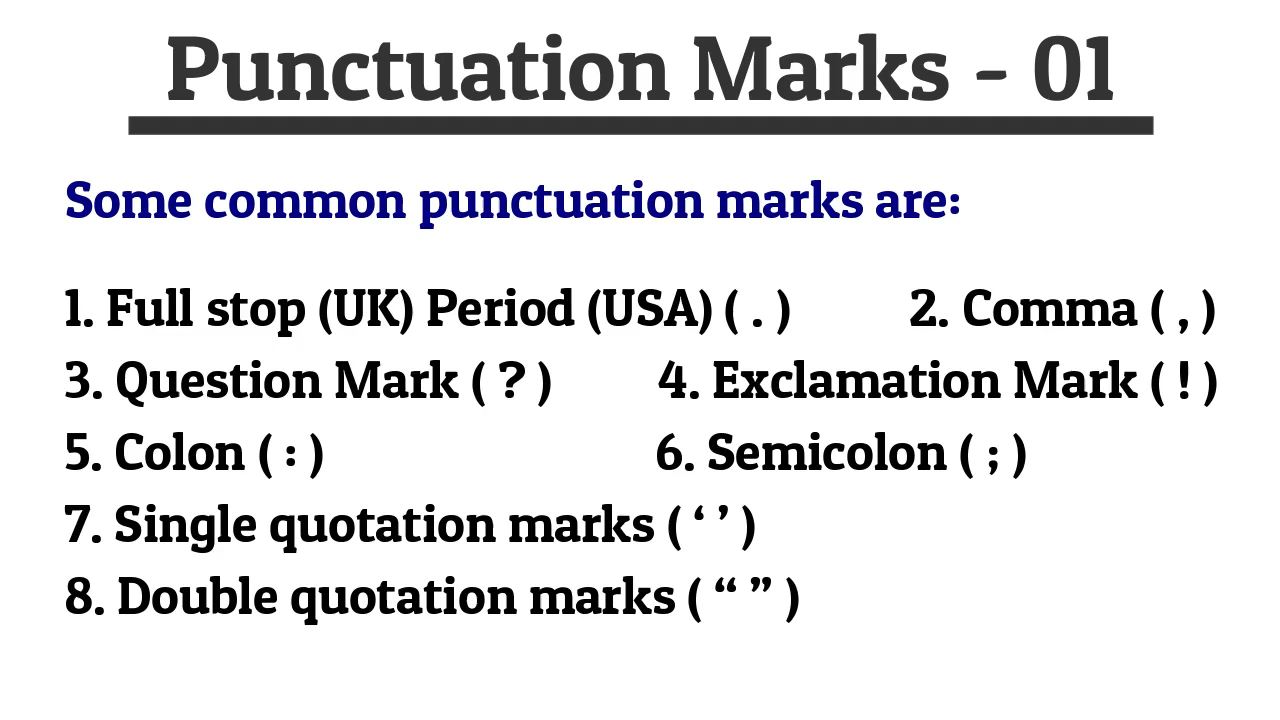 Punctuation Marks - 01
Some common punctuation marks are:
1. Full stop (UK) Period (USA) ( . ) 2. Comma ( , )
3. Question Mark ( ? ) 4. Exclamation Mark ( ! )
5. Colon ( : ) 6. Semicolon ( ; )
7. Single quotation marks ( ‘ ’ )
8. Double quotation marks ( “ ” )